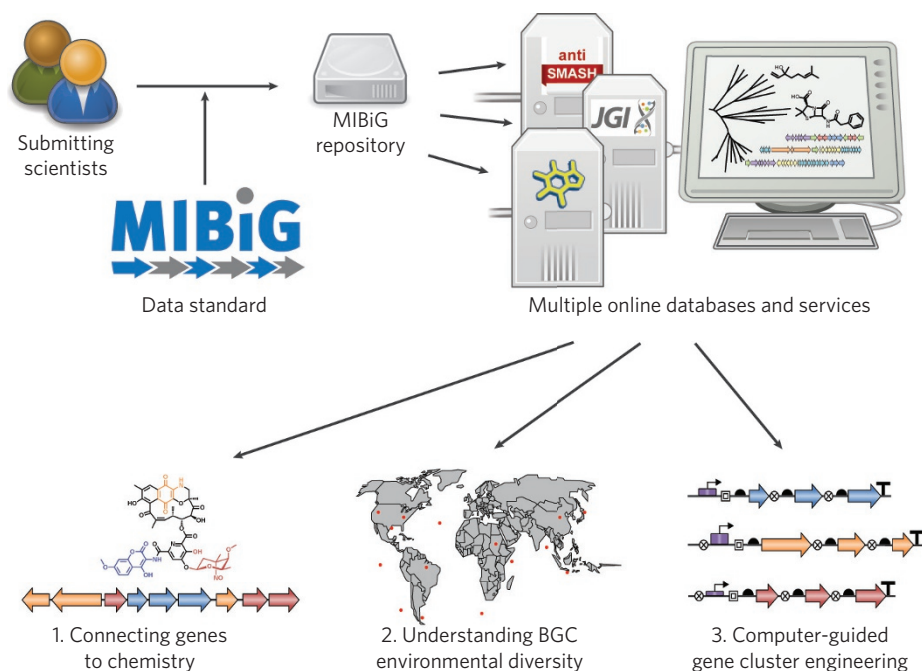 anti
SMASH
JGI
Submitting
scientists
MIBiG
repository
MIBiG
Data standard
Multiple online databases and services
1. Connecting genes
to chemistry
2. Understanding BGC
environmental diversity
3. Computer-guided
gene cluster engineering